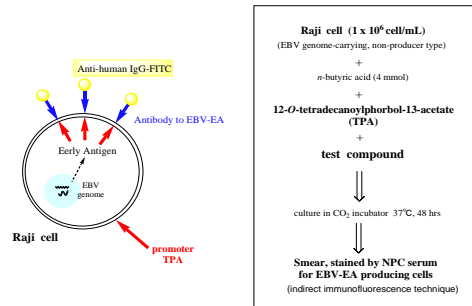 Anti-human IgG-FITC
Antibody to EBV-EA
Eerly Antigen
EBV
genome
Raji cell
promoter
TPA
Raji cell (1 x 10⁶ cell/mL)
(EBV genome-carrying, non-producer type)
+
n-butyric acid (4 mmol)
+
12-O-tetradecanoylphorbol-13-acetate
(TPA)
+
test compound
culture in CO₂ incubator 37℃, 48 hrs
Smear, stained by NPC serum
for EBV-EA producing cells
(indirect immunofluorescence technique)